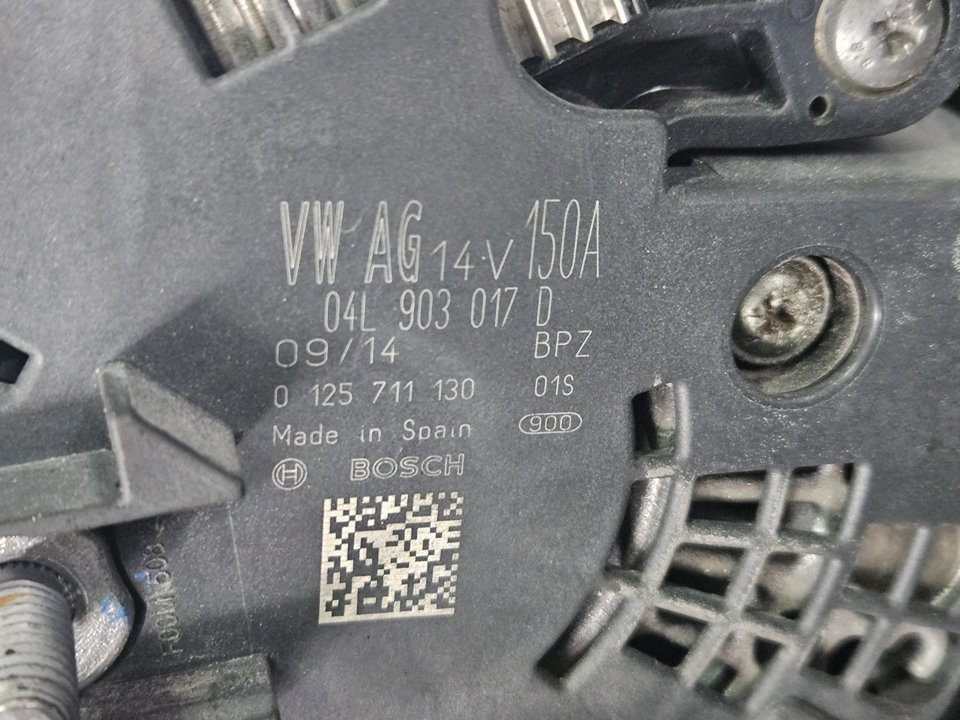 VW AG 14V 150A
04L 903 017 D
09/14 BPZ
0 125 711 130 01S
Made in Spain 900
BOSCH